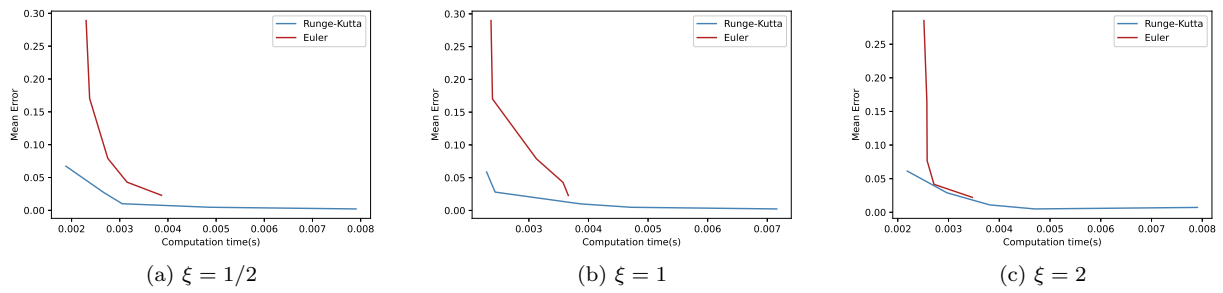 0.30
0.25
0.20
0.15
0.10
0.05
0.00
Mean Error
0.002 0.003 0.004 0.005 0.006 0.007 0.008
Computation time(s)
Runge-Kutta
Euler
(a) ξ = 1/2
0.30
0.25
0.20
0.15
0.10
0.05
0.00
Mean Error
0.003 0.004 0.005 0.006 0.007
Computation time(s)
Runge-Kutta
Euler
(b) ξ = 1
0.25
0.20
0.15
0.10
0.05
0.00
Mean Error
0.002 0.003 0.004 0.005 0.006 0.007 0.008
Computation time(s)
Runge-Kutta
Euler
(c) ξ = 2